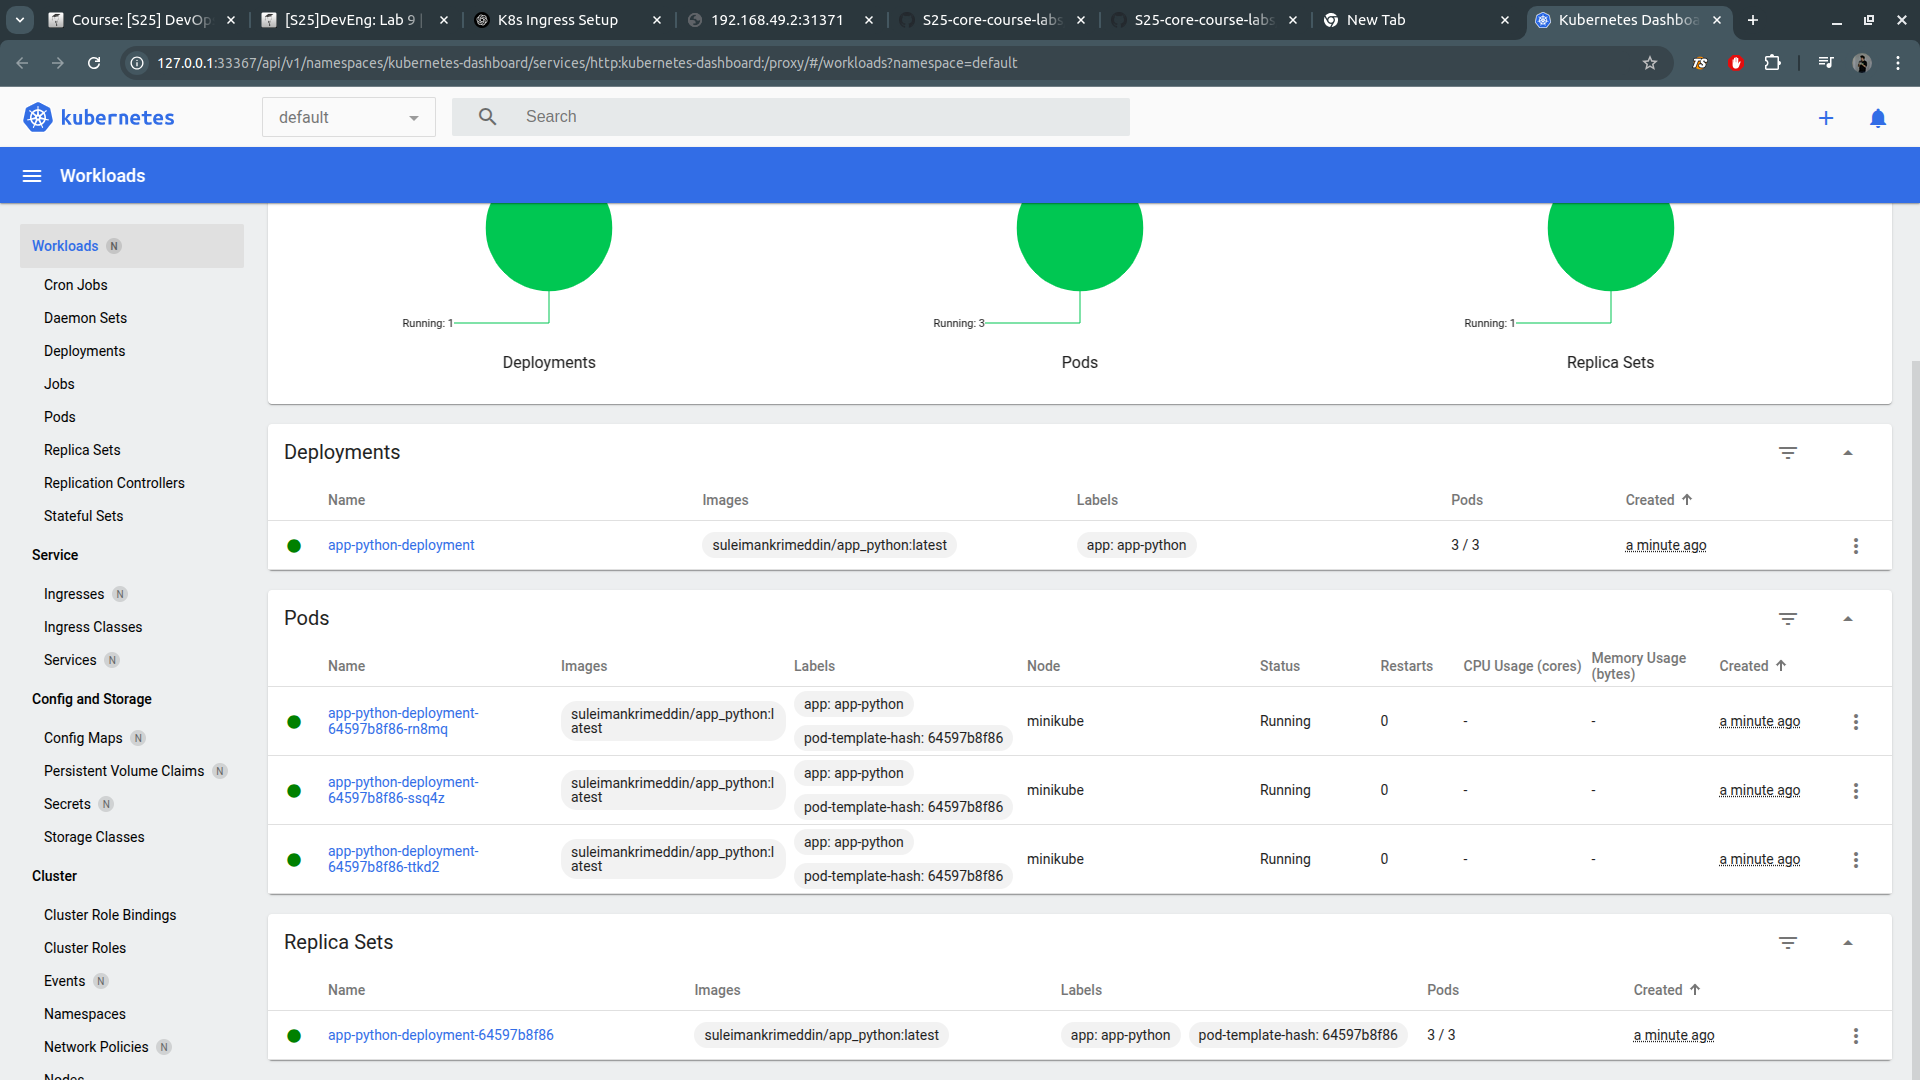 Course: [S25] DevOp
[S25]DevEng: Lab 9 |
K8s Ingress Setup
192.168.49.2:31371
S25-core-course-labs
S25-core-course-labs
New Tab
Kubernetes Dashboa
127.0.0.1:33367/api/v1/namespaces/kubernetes-dashboard/services/http:kubernetes-dashboard:/proxy/#/workloads?namespace=default
kubernetes
default
Search
Workloads
Workloads N
Cron Jobs
Daemon Sets
Deployments
Jobs
Pods
Replica Sets
Replication Controllers
Stateful Sets
Service
Ingresses N
Ingress Classes
Services N
Config and Storage
Config Maps N
Persistent Volume Claims N
Secrets N
Storage Classes
Cluster
Cluster Role Bindings
Cluster Roles
Events N
Namespaces
Network Policies N
Nodes
Running: 1
Deployments
Running: 3
Pods
Running: 1
Replica Sets
Deployments
Name Images Labels Pods Created
app-python-deployment suleimankrimeddin/app_python:latest app: app-python 3 / 3 a minute ago
Pods
Name Images Labels Node Status Restarts CPU Usage (cores) Memory Usage
(bytes) Created
app-python-deployment-
64597b8f86-rn8mq
suleimankrimeddin/app_python:l
atest
app: app-python
pod-template-hash: 64597b8f86
minikube Running 0 - - a minute ago
app-python-deployment-
64597b8f86-ssq4z
suleimankrimeddin/app_python:l
atest
app: app-python
pod-template-hash: 64597b8f86
minikube Running 0 - - a minute ago
app-python-deployment-
64597b8f86-ttkd2
suleimankrimeddin/app_python:l
atest
app: app-python
pod-template-hash: 64597b8f86
minikube Running 0 - - a minute ago
Replica Sets
Name Images Labels Pods Created
app-python-deployment-64597b8f86 suleimankrimeddin/app_python:latest app: app-python pod-template-hash: 64597b8f86 3 / 3 a minute ago